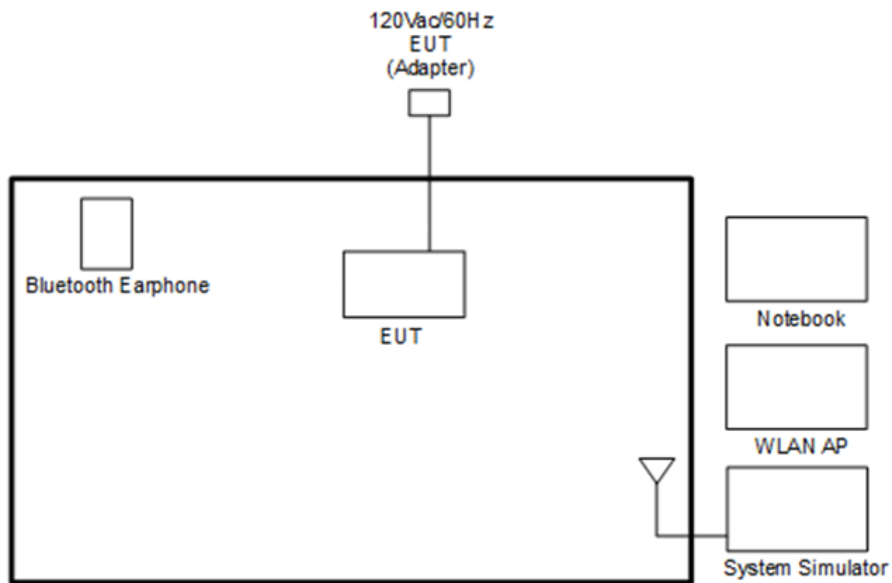 120Vac/60Hz
EUT
(Adapter)
Bluetooth Earphone
EUT
Notebook
WLAN AP
System Simulator